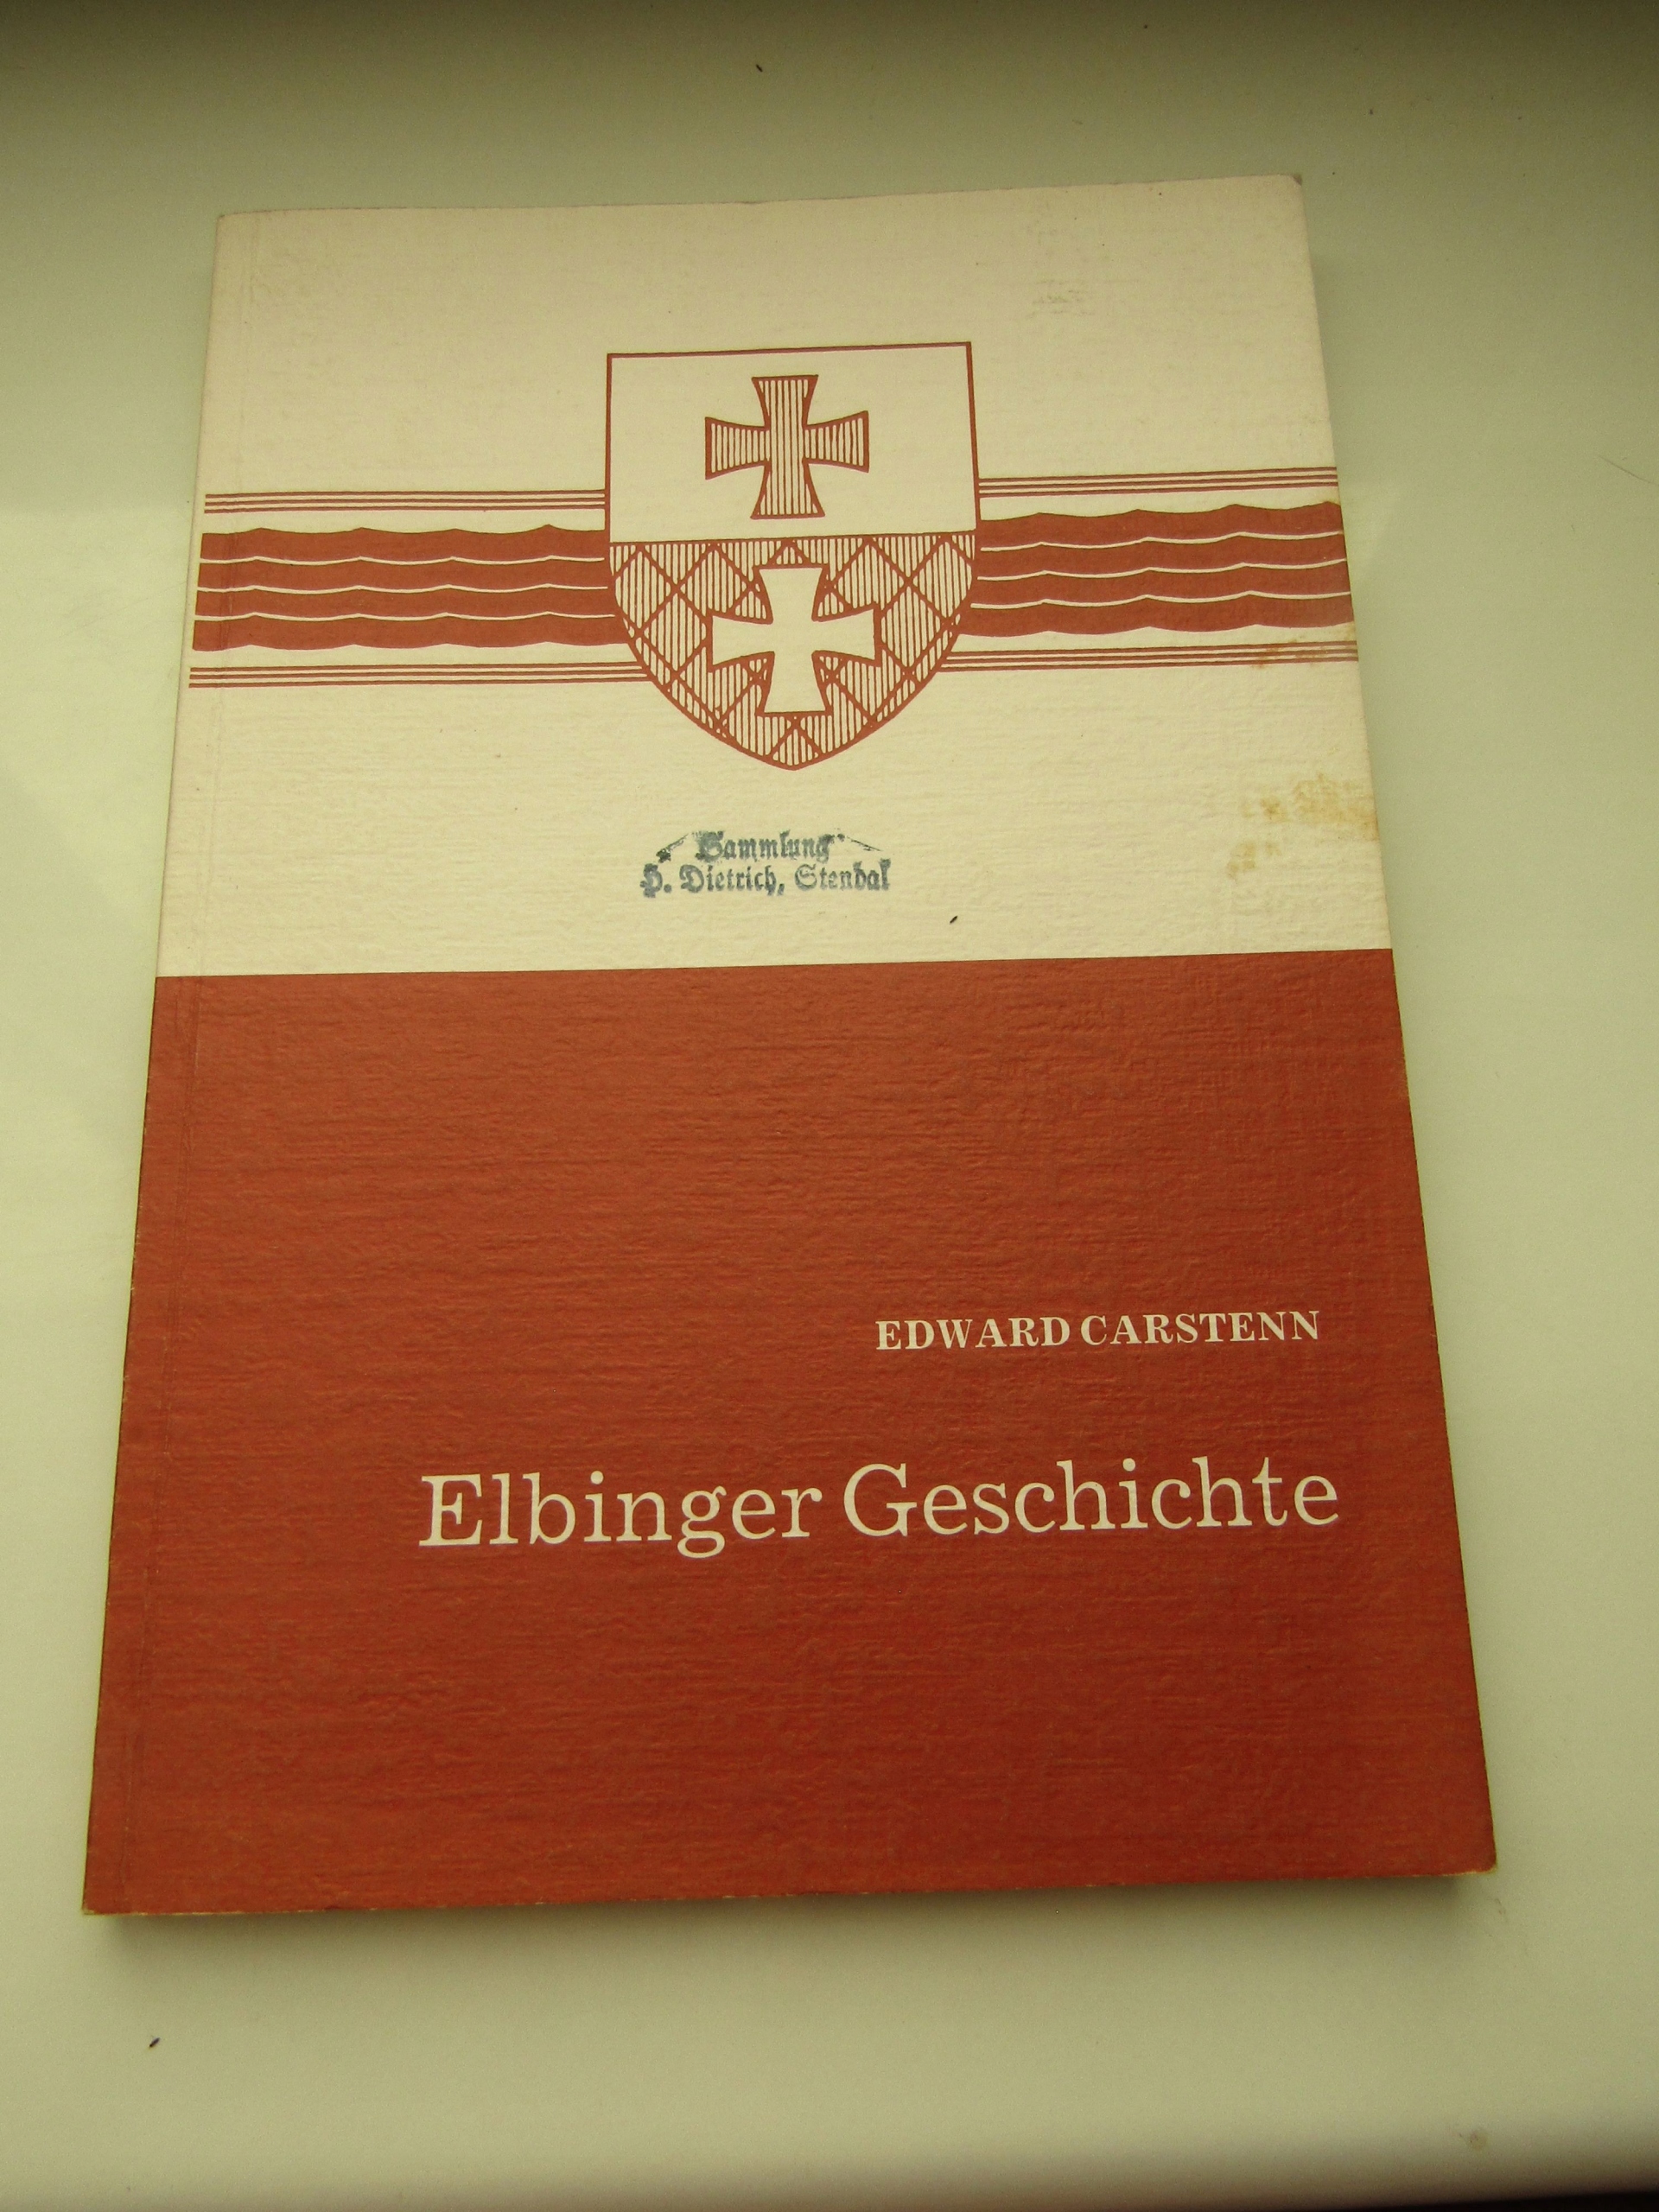 Sammlung
H. Dietrich, Stendal
EDWARD CARSTENN
Elbinger Geschichte